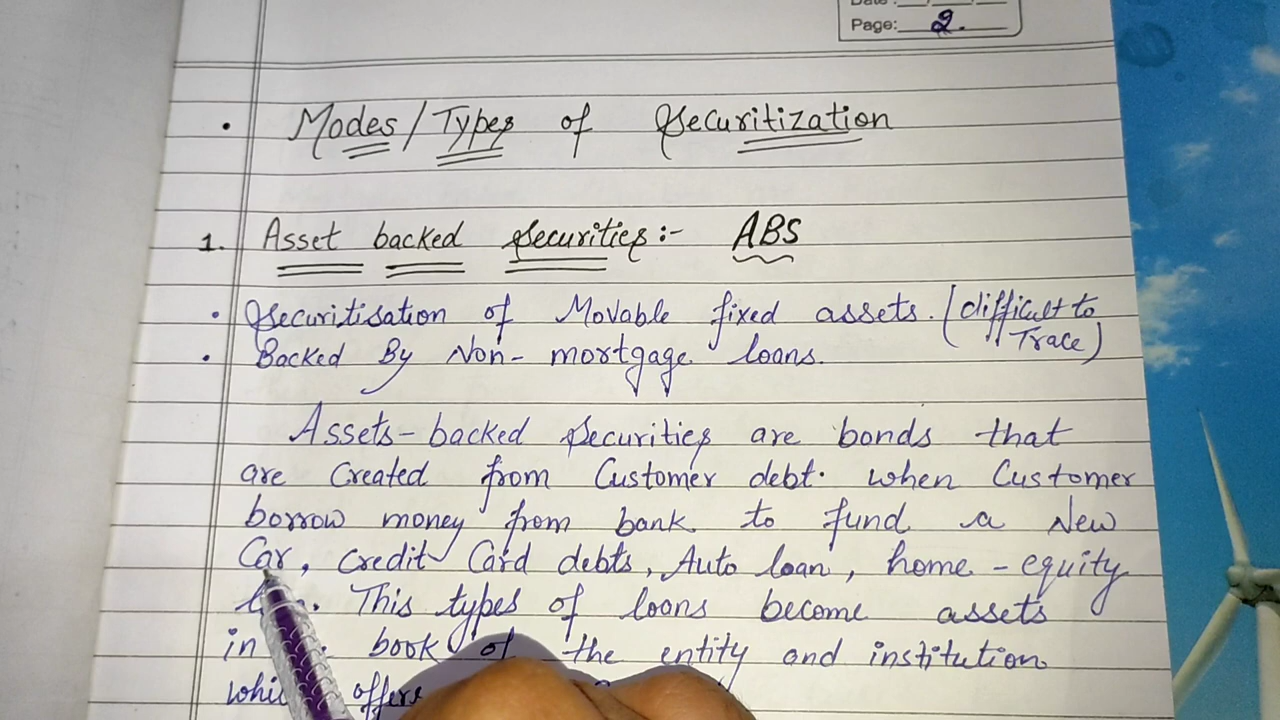 Date:
Page: 2.
• Modes/Types of Securitization
1. Asset backed securities:- ABS
• Securitisation of Movable fixed assets. (difficult to Trace)
• Backed By Non-mortgage loans.
Assets-backed securities are bonds that
are created from Customer debt. when Customer
borrow money from bank to fund a New
Car, credit Card debts, Auto loan, home-equity
This types of loans become assets
in book of the entity and institution
offers